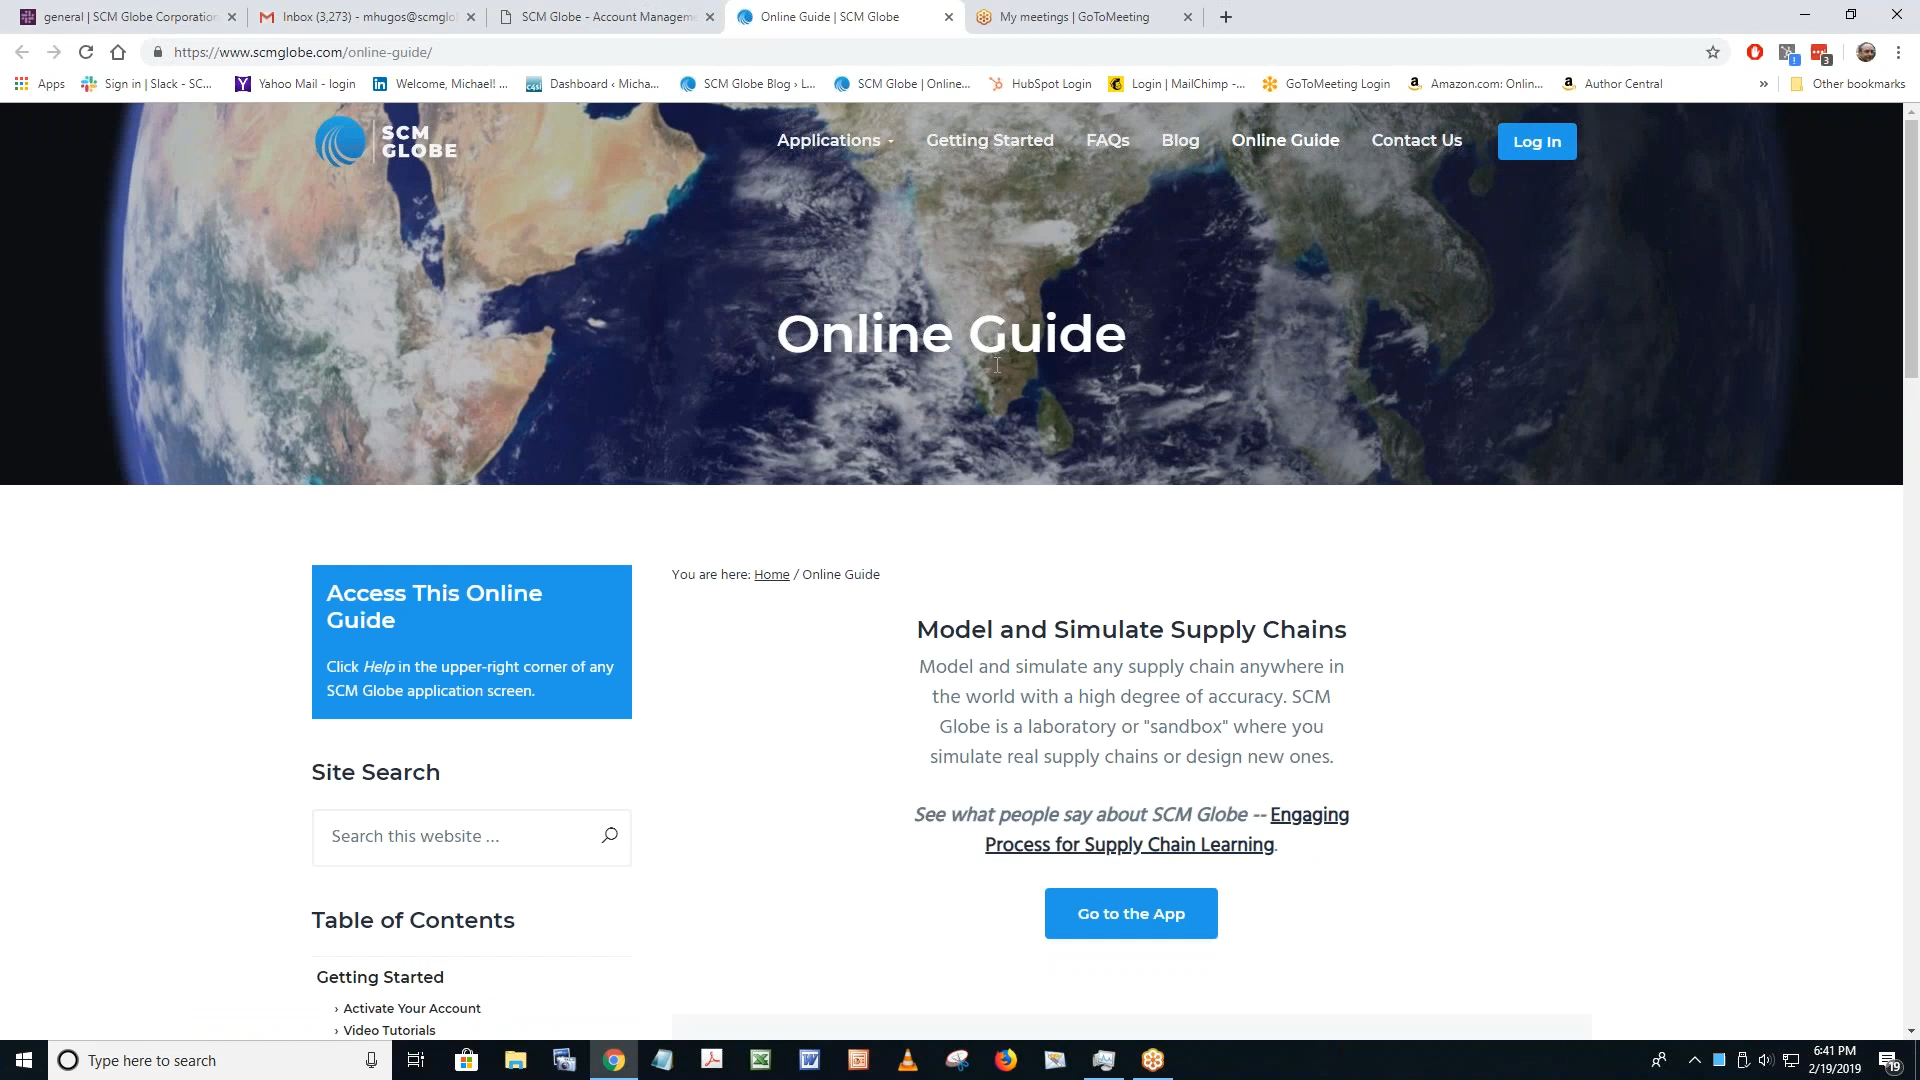 general | SCM Globe Corporation
Inbox (3,273) - mhugos@scmglo
SCM Globe - Account Manageme
Online Guide | SCM Globe
My meetings | GoToMeeting
https://www.scmglobe.com/online-guide/
3
Apps
Sign in | Slack - SC...
Yahoo Mail - login
Welcome, Michael! ...
Dashboard ‹ Micha...
SCM Globe Blog › L...
SCM Globe | Online...
HubSpot Login
Login | MailChimp -...
GoToMeeting Login
Amazon.com: Onlin...
Author Central
»
Other bookmarks
SCM
GLOBE
Applications
Getting Started
FAQs
Blog
Online Guide
Contact Us
Log In
Online Guide
Access This Online
Guide
Click Help in the upper-right corner of any
SCM Globe application screen.
Site Search
Search this website ...
Table of Contents
Getting Started
› Activate Your Account
› Video Tutorials
You are here: Home / Online Guide
Model and Simulate Supply Chains
Model and simulate any supply chain anywhere in
the world with a high degree of accuracy. SCM
Globe is a laboratory or "sandbox" where you
simulate real supply chains or design new ones.
See what people say about SCM Globe -- Engaging
Process for Supply Chain Learning.
Go to the App
Type here to search
6:41 PM
2/19/2019
19